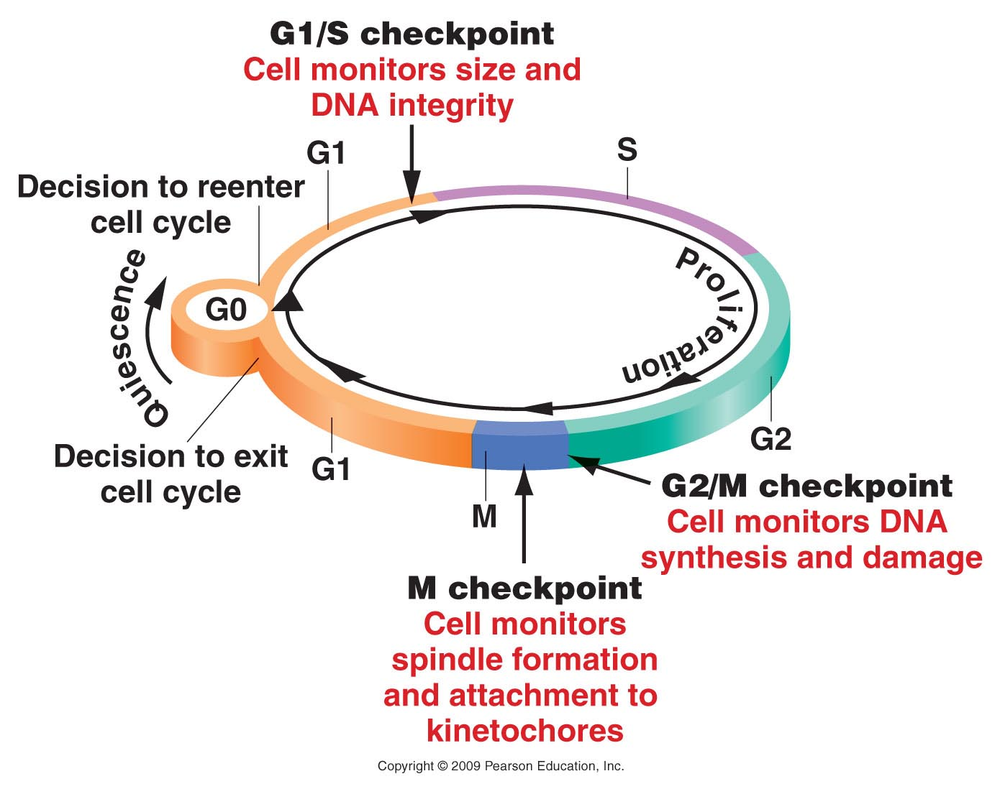 G1/S checkpoint
Cell monitors size and
DNA integrity
G1
S
Decision to reenter
cell cycle
Quiescence
G0
Proliferation
Decision to exit
cell cycle
G1
M
G2
G2/M checkpoint
Cell monitors DNA
synthesis and damage
M checkpoint
Cell monitors
spindle formation
and attachment to
kinetochores
Copyright © 2009 Pearson Education, Inc.